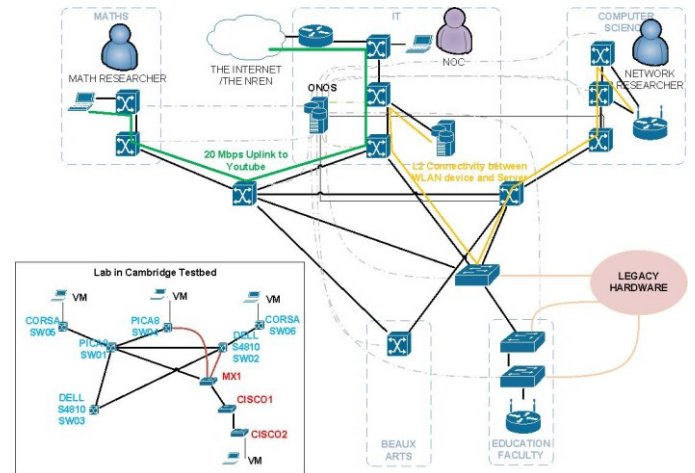 MATHS
IT
COMPUTER
SCIENCE
MATH RESEARCHER
THE INTERNET
/THE NREN
NOC
NETWORK
RESEARCHER
ONOS
20 Mbps Uplink to
Youtube
L2 Connectivity between
WLAN device and Server
LEGACY
HARDWARE
BEAUX
ARTS
EDUCATION
FACULTY
Lab in Cambridge Testbed
VM
VM
VM
CORSA
SW05
PICA8
SW04
CORSA
SW06
PICA8
SW01
DELL
S4810
SW02
MX1
DELL
S4810
SW03
CISCO1
CISCO2
VM